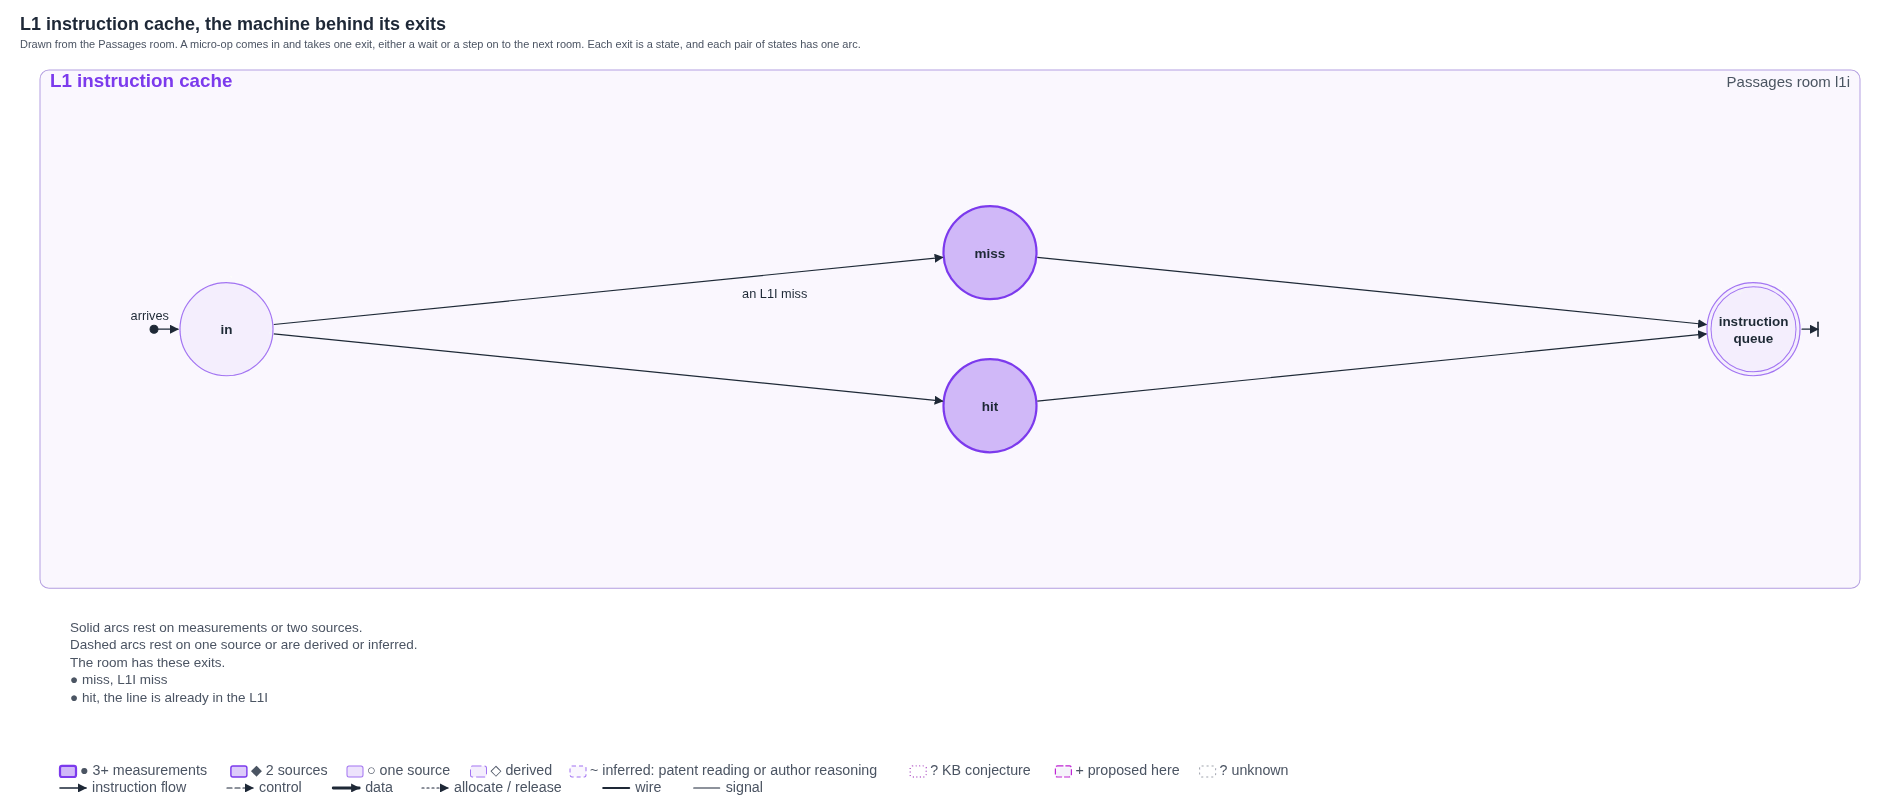 L1 instruction cache, the machine behind its exits
Drawn from the Passages room. A micro-op comes in and takes one exit, either a wait or a step on to the next room. Each exit is a state, and each pair of states has one arc.
L1 instruction cache
Passages room l1i
miss
an L1I miss
arrives
in
instruction
queue
hit
Solid arcs rest on measurements or two sources.
Dashed arcs rest on one source or are derived or inferred.
The room has these exits.
● miss, L1I miss
● hit, the line is already in the L1I
● 3+ measurements ◆ 2 sources ○ one source ◇ derived ~ inferred: patent reading or author reasoning ? KB conjecture + proposed here ? unknown
instruction flow control data allocate / release wire signal